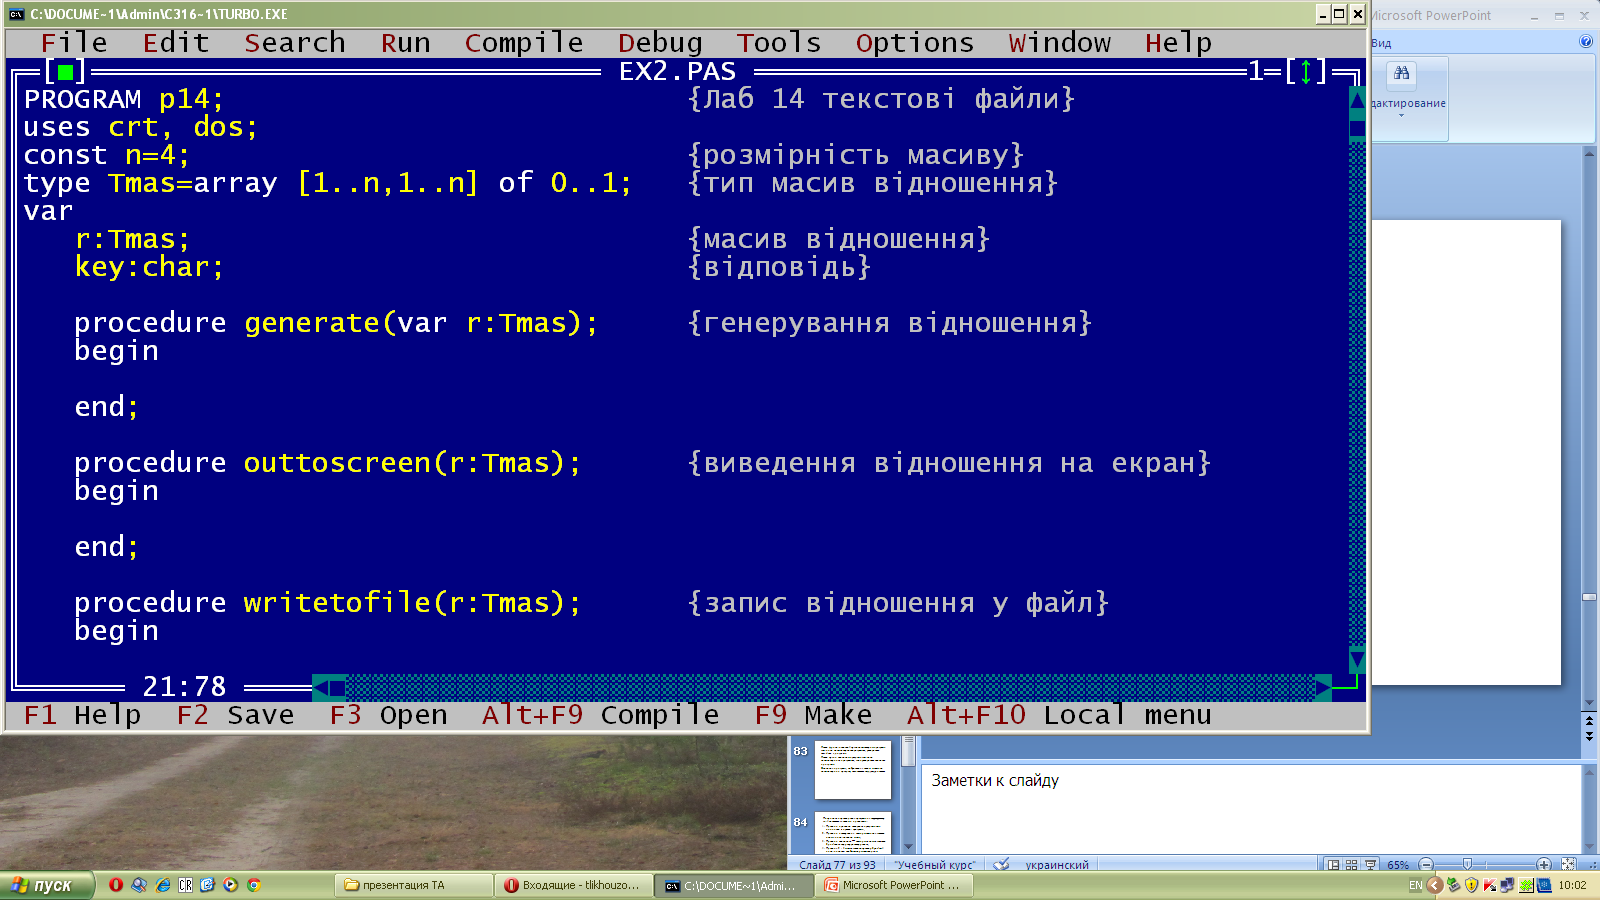 C:\DOCUME~1\Admin\C316-1\TURBO.EXE
Microsoft PowerPoint
File Edit Search Run Compile Debug Tools Options Window Help
Вид
EX2.PAS 1
PROGRAM p14; {Лаб 14 текстові файли}
дактирование
uses crt, dos;
const n=4; {розмірність масиву}
type Tmas=array [1..n,1..n] of 0..1; {тип масив відношення}
var
r:Tmas; {масив відношення}
key:char; {відповідь}
procedure generate(var r:Tmas); {генерування відношення}
begin
end;
procedure outtoscreen(r:Tmas); {виведення відношення на екран}
begin
end;
procedure writetofile(r:Tmas); {запис відношення у файл}
begin
21:78
F1 Help F2 Save F3 Open Alt+F9 Compile F9 Make Alt+F10 Local menu
83
Заметки к слайду
84
Слайд 77 из 93 "Учебный курс" украинский 65%
пуск презентация ТА Входящие - tlikhouzo... C:\DOCUME~1\Admi... Microsoft PowerPoint ... EN 10:02